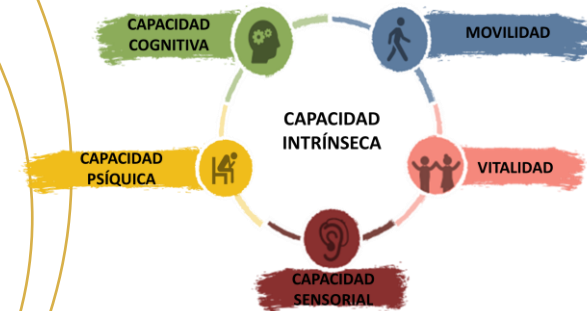 CAPACIDAD
COGNITIVA
MOVILIDAD
CAPACIDAD
INTRÍNSECA
CAPACIDAD
PSÍQUICA
VITALIDAD
CAPACIDAD
SENSORIAL